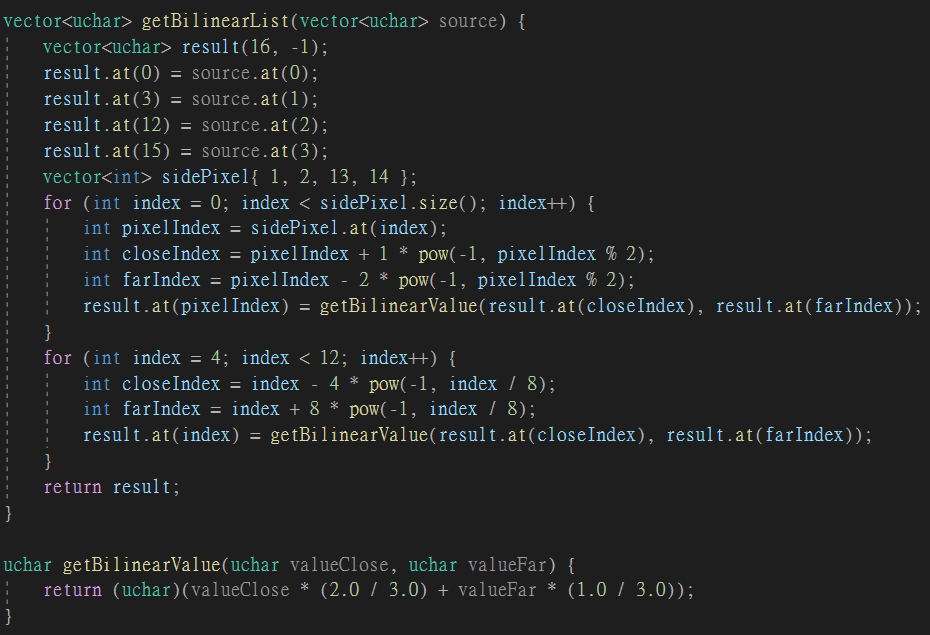 vector<uchar> getBilinearList(vector<uchar> source) {
    vector<uchar> result(16, -1);
    result.at(0) = source.at(0);
    result.at(3) = source.at(1);
    result.at(12) = source.at(2);
    result.at(15) = source.at(3);
    vector<int> sidePixel{ 1, 2, 13, 14 };
    for (int index = 0; index < sidePixel.size(); index++) {
        int pixelIndex = sidePixel.at(index);
        int closeIndex = pixelIndex + 1 * pow(-1, pixelIndex % 2);
        int farIndex = pixelIndex - 2 * pow(-1, pixelIndex % 2);
        result.at(pixelIndex) = getBilinearValue(result.at(closeIndex), result.at(farIndex));
    }
    for (int index = 4; index < 12; index++) {
        int closeIndex = index - 4 * pow(-1, index / 8);
        int farIndex = index + 8 * pow(-1, index / 8);
        result.at(index) = getBilinearValue(result.at(closeIndex), result.at(farIndex));
    }
    return result;
}

uchar getBilinearValue(uchar valueClose, uchar valueFar) {
    return (uchar)(valueClose * (2.0 / 3.0) + valueFar * (1.0 / 3.0));
}